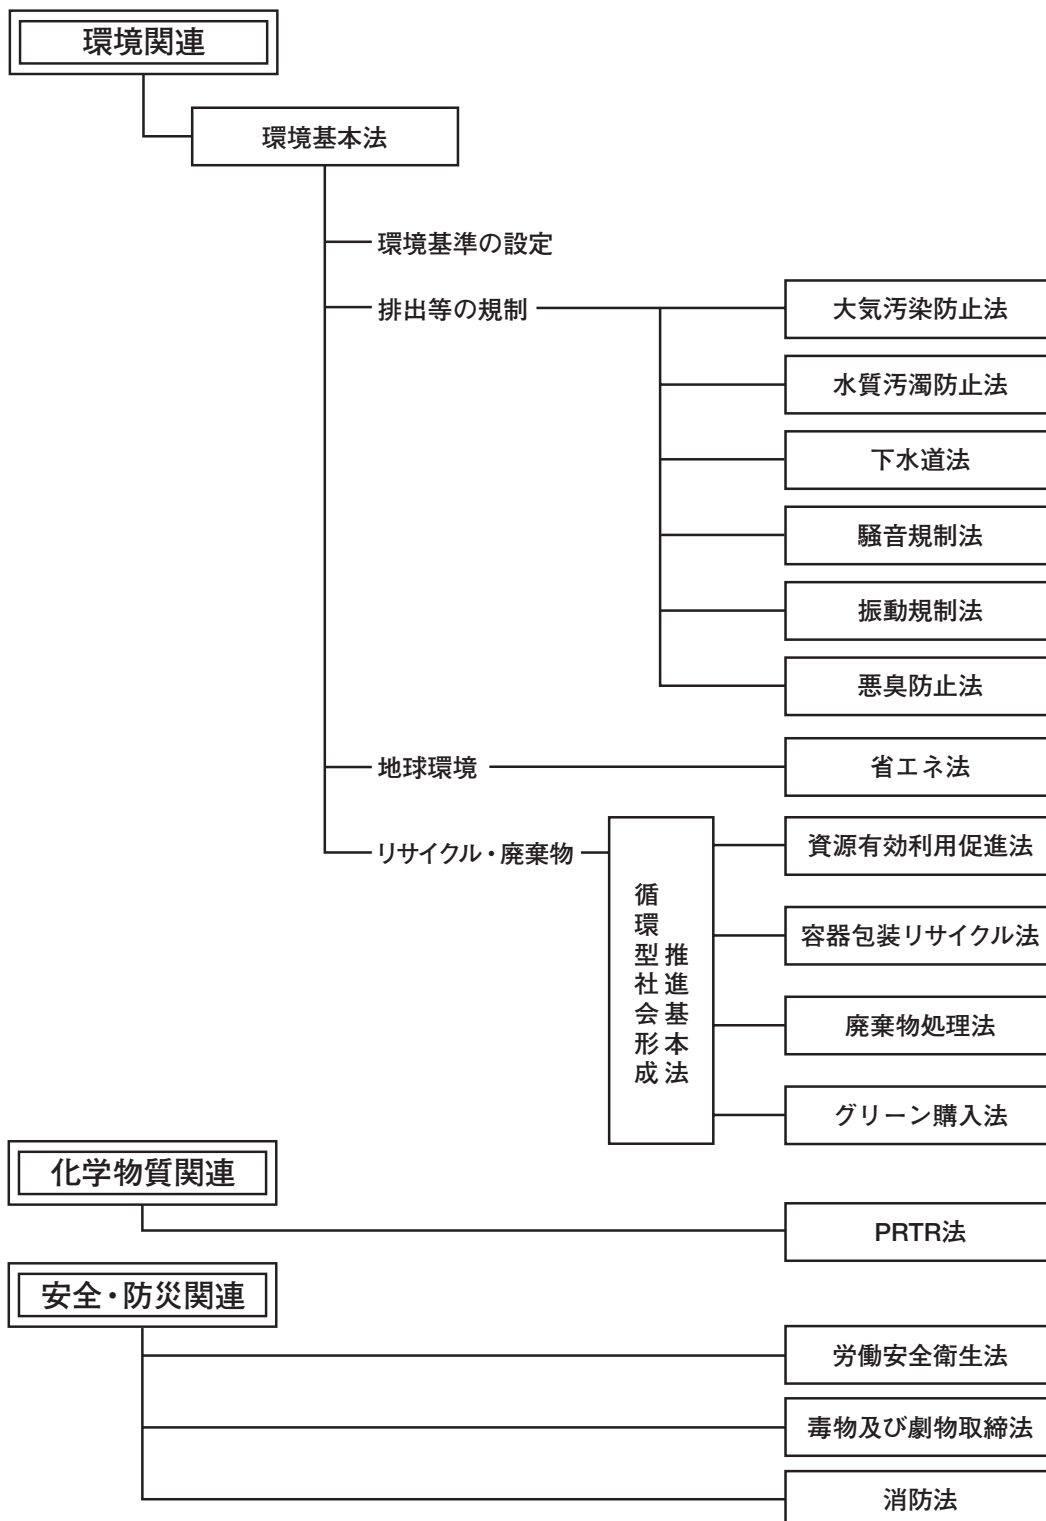 環境関連
環境基本法
環境基準の設定
排出等の規制
大気汚染防止法
水質汚濁防止法
下水道法
騒音規制法
振動規制法
悪臭防止法
地球環境
省エネ法
リサイクル・廃棄物
循環型社会形成
推進基本法
資源有効利用促進法
容器包装リサイクル法
廃棄物処理法
グリーン購入法
化学物質関連
PRTR法
安全・防災関連
労働安全衛生法
毒物及び劇物取締法
消防法